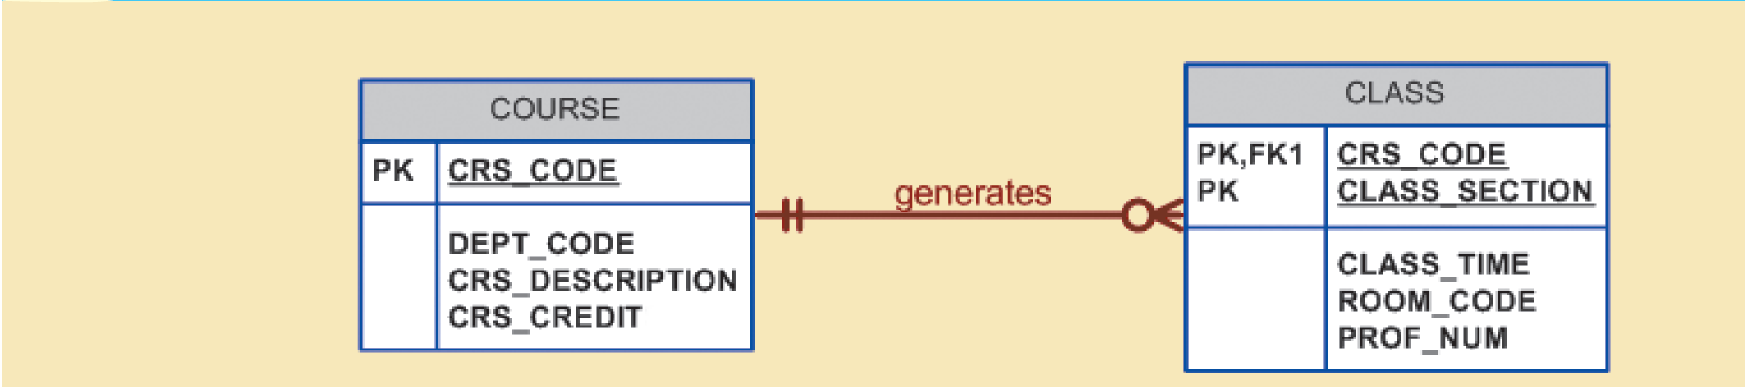 COURSE
PK CRS_CODE
DEPT_CODE
CRS_DESCRIPTION
CRS_CREDIT
generates
CLASS
PK,FK1 CRS_CODE
PK CLASS_SECTION
CLASS_TIME
ROOM_CODE
PROF_NUM